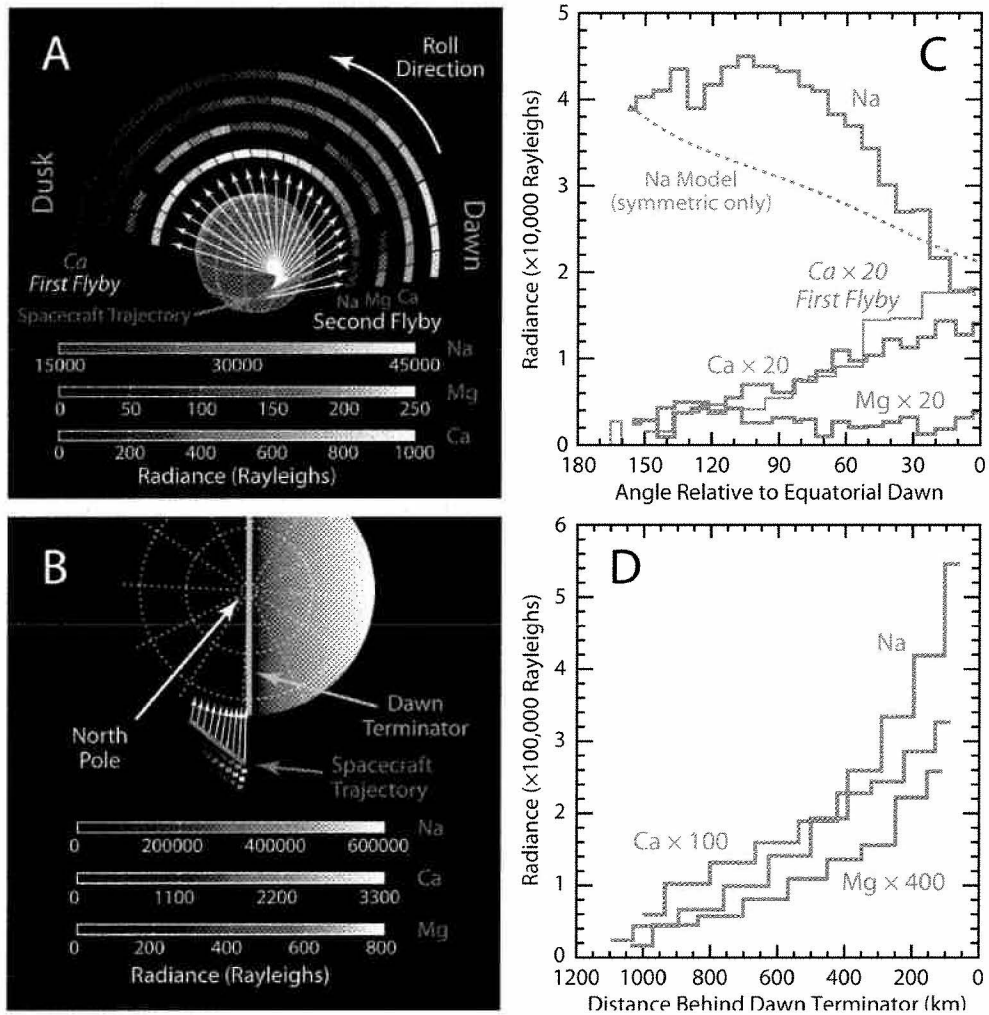 A
Roll
Direction
Dusk
Dawn
Ca
First Flyby
Spacecraft Trajectory
Na Mg Ca
Second Flyby
15000 30000 45000 Na
0 50 100 150 200 250 Mg
0 200 400 600 800 1000 Ca
Radiance (Rayleighs)
B
North
Pole
Dawn
Terminator
Spacecraft
Trajectory
0 200000 400000 600000 Na
0 1100 2200 3300 Ca
0 200 400 600 800 Mg
Radiance (Rayleighs)
C
Radiance (×10,000 Rayleighs)
5
4
3
2
1
0
Na
Na Model
(symmetric only)
Ca × 20
First Flyby
Ca × 20
Mg × 20
180 150 120 90 60 30 0
Angle Relative to Equatorial Dawn
D
Radiance (×100,000 Rayleighs)
6
5
4
3
2
1
0
Na
Ca × 100
Mg × 400
1200 1000 800 600 400 200 0
Distance Behind Dawn Terminator (km)